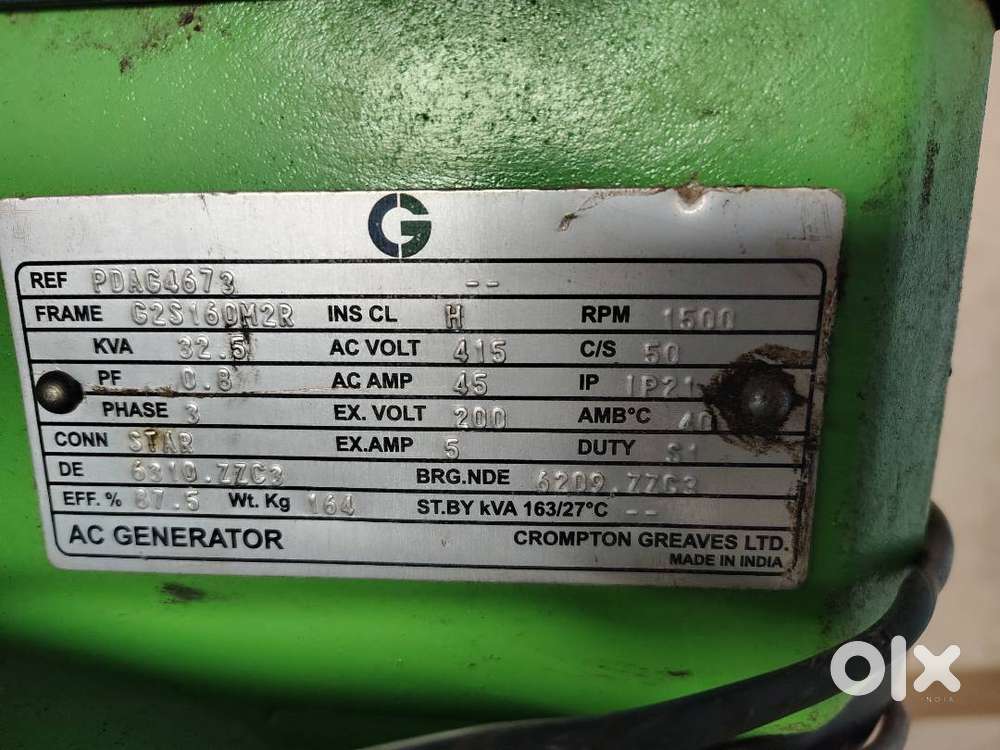 G
REF PDAG4673 --
FRAME G2S160M2R INS CL H RPM 1500
KVA 32.5 AC VOLT 415 C/S 50
PF 0.8 AC AMP 45 IP IP21
PHASE 3 EX. VOLT 200 AMB°C 40
CONN STAR EX.AMP 5 DUTY S1
DE 6310.ZZC3 BRG.NDE 6209.ZZC3
EFF. % 87.5 Wt. Kg 164 ST.BY kVA 163/27°C --
AC GENERATOR CROMPTON GREAVES LTD.
MADE IN INDIA
olx
INDIA